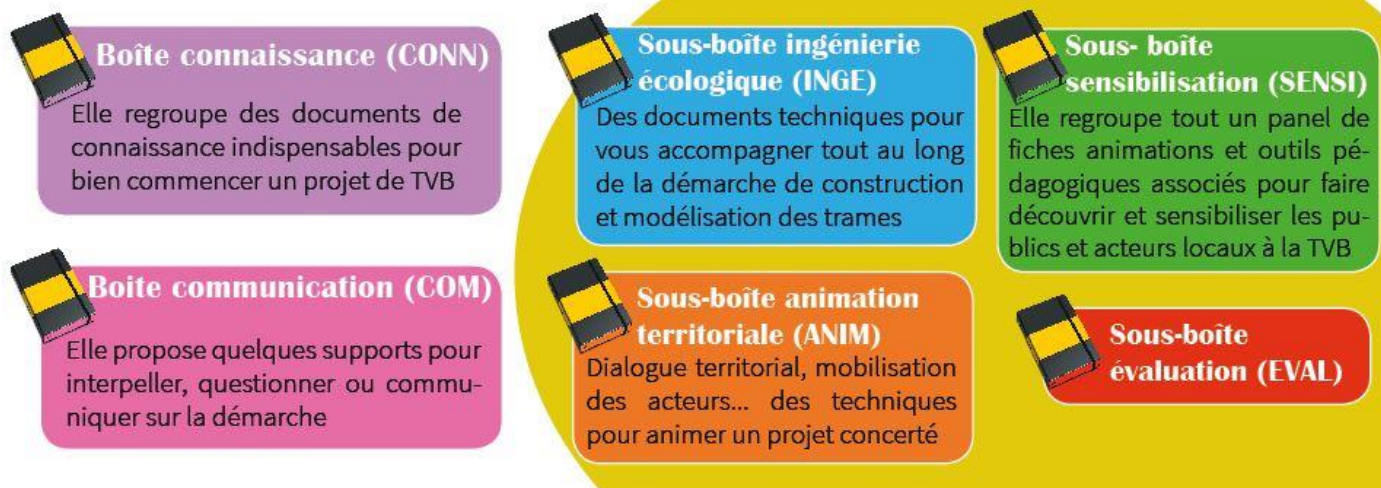 Boîte connaissance (CONN)
Elle regroupe des documents de
connaissance indispensables pour
bien commencer un projet de TVB
Sous-boîte ingénierie
écologique (INGE)
Des documents techniques pour
vous accompagner tout au long
de la démarche de construction
et modélisation des trames
Sous- boîte
sensibilisation (SENSI)
Elle regroupe tout un panel de
fiches animations et outils pé-
dagogiques associés pour faire
découvrir et sensibiliser les pu-
blics et acteurs locaux à la TVB
Boite communication (COM)
Elle propose quelques supports pour
interpeller, questionner ou commu-
niquer sur la démarche
Sous-boîte animation
territoriale (ANIM)
Dialogue territorial, mobilisation
des acteurs... des techniques
pour animer un projet concerté
Sous-boîte
évaluation (EVAL)